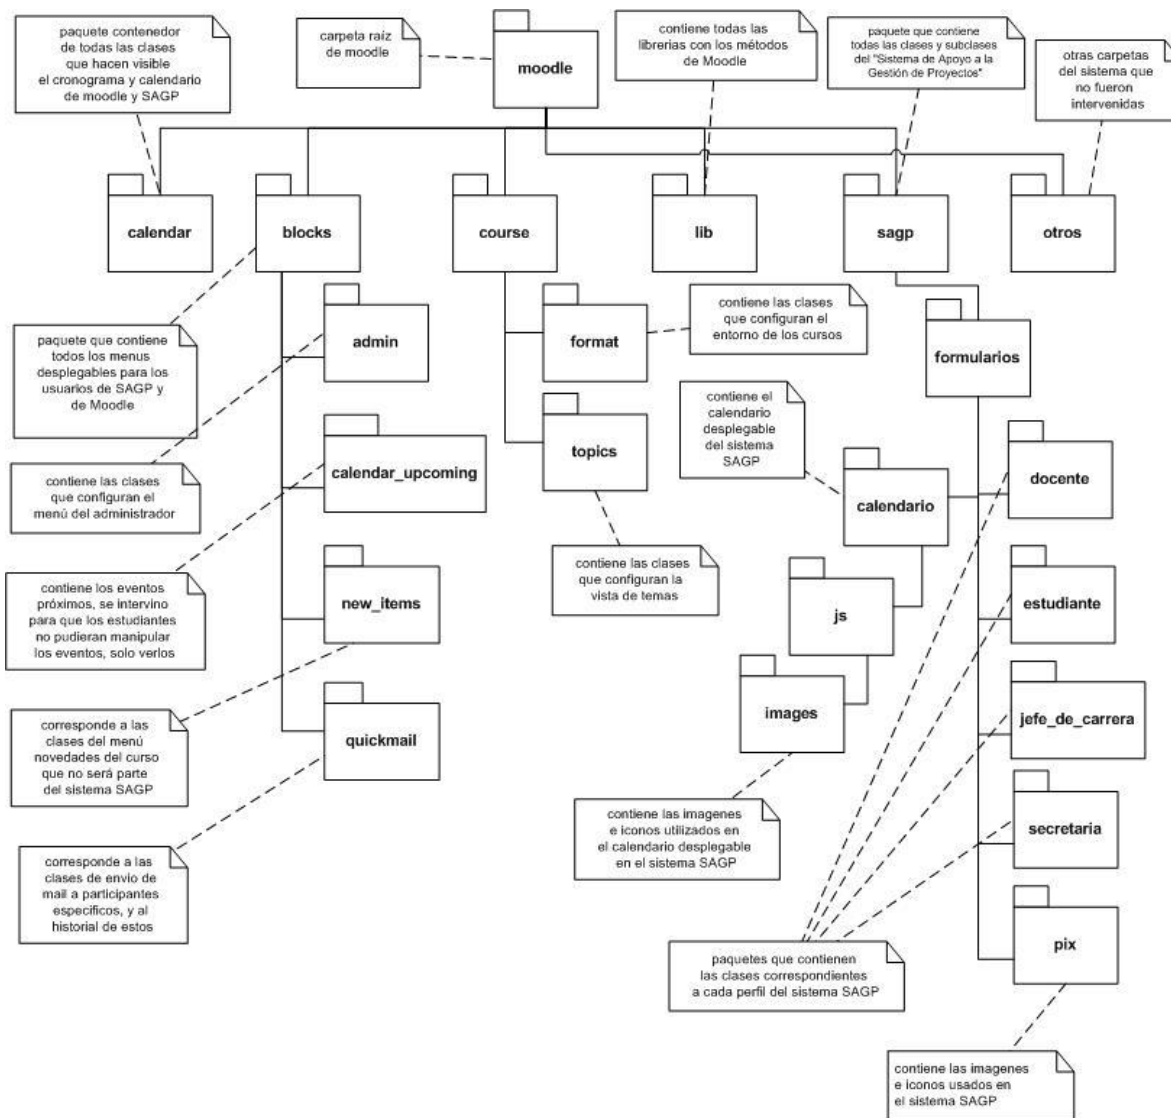 paquete contenedor
de todas las clases
que hacen visible
el cronograma y calendario
de moodle y SAGP
carpeta raíz
de moodle
moodle
contiene todas las
librerias con los métodos
de Moodle
paquete que contiene
todas las clases y subclases
del "Sistema de Apoyo a la
Gestión de Proyectos"
otras carpetas
del sistema que
no fueron
intervenidas
calendar
blocks
course
lib
sagp
otros
paquete que contiene
todos los menus
desplegables para los
usuarios de SAGP y
de Moodle
admin
format
contiene las clases
que configuran el
entorno de los cursos
formularios
contiene el
calendario
desplegable
del sistema
SAGP
contiene las clases
que configuran el
menú del administrador
calendar_upcoming
topics
calendario
docente
contiene los eventos
próximos, se intervino
para que los estudiantes
no pudieran manipular
los eventos, solo verlos
new_items
contiene las clases
que configuran la
vista de temas
js
estudiante
corresponde a las
clases del menú
novedades del curso
que no será parte
del sistema SAGP
quickmail
images
jefe_de_carrera
contiene las imagenes
e iconos utilizados en
el calendario desplegable
en el sistema SAGP
secretaria
corresponde a las
clases de envio de
mail a participantes
especificos, y al
historial de estos
paquetes que contienen
las clases correspondientes
a cada perfil del sistema SAGP
pix
contiene las imagenes
e iconos usados en
el sistema SAGP